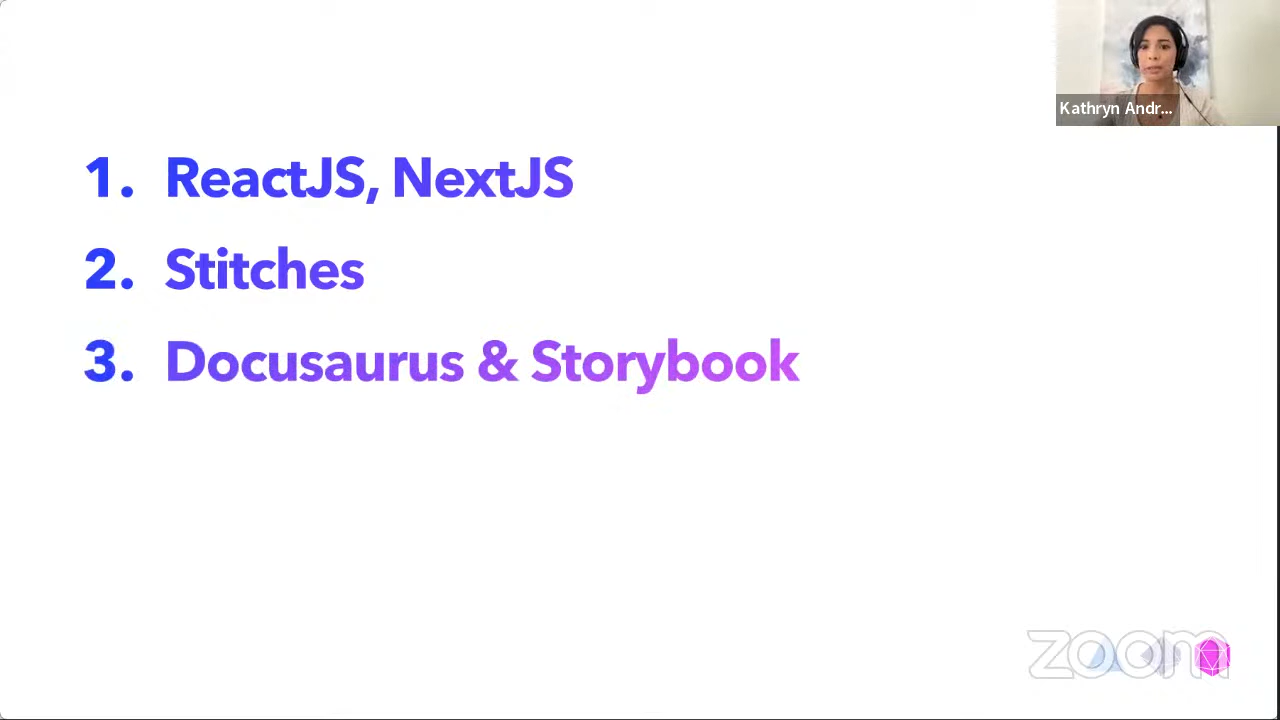 Kathryn Andr...
1. ReactJS, NextJS
2. Stitches
3. Docusaurus & Storybook
zoom